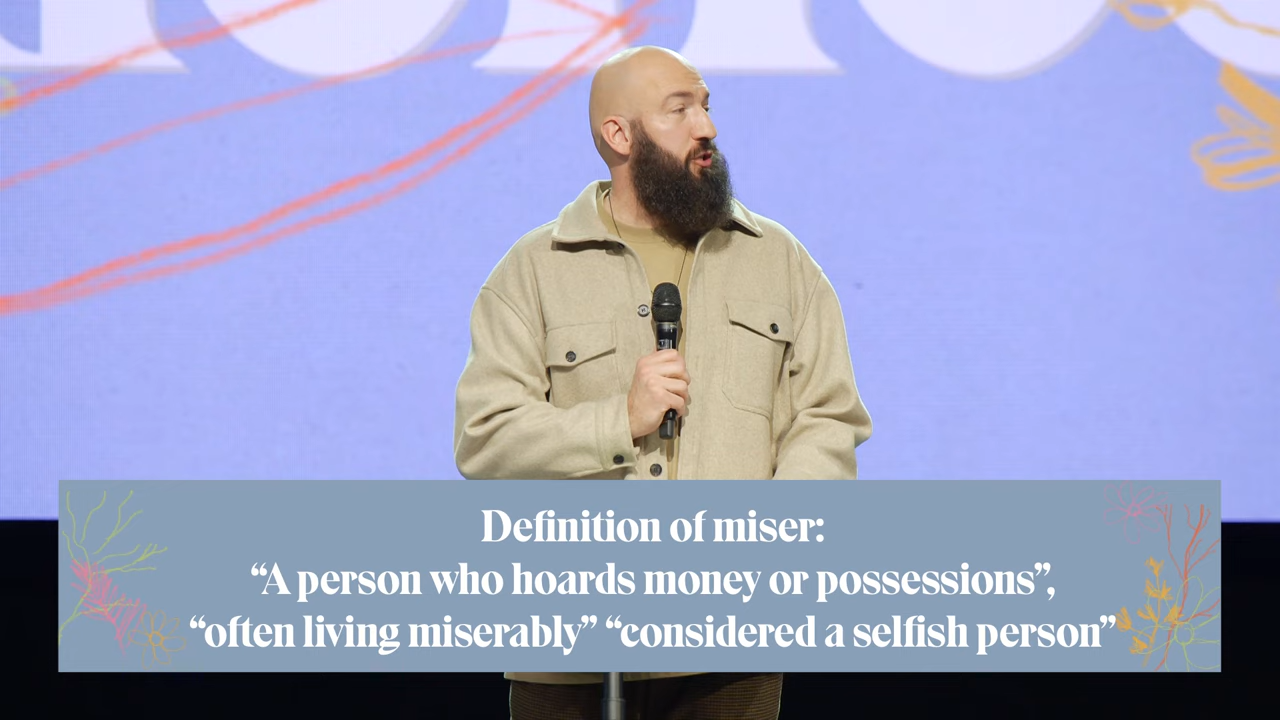 Definition of miser:
“A person who hoards money or possessions”,
“often living miserably” “considered a selfish person”